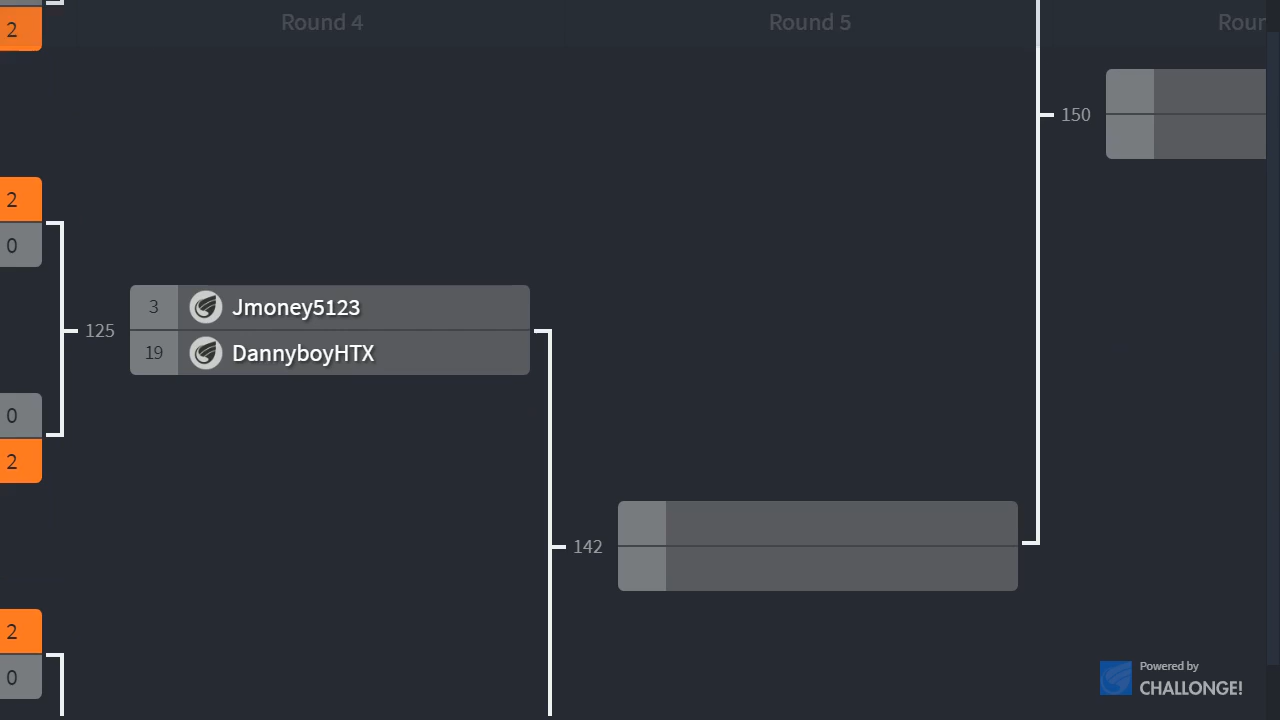 Round 4
Round 5
Roun
2
150
2
0
3 Jmoney5123
125
19 DannyboyHTX
0
2
142
2
0
Powered by
CHALLONGE!